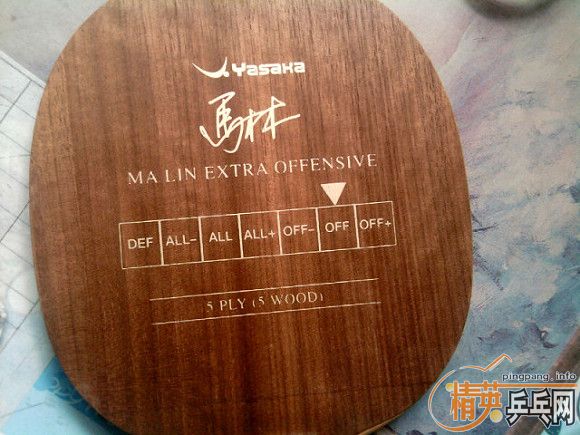 Yasaka
馬林
MA LIN EXTRA OFFENSIVE
DEF ALL- ALL ALL+ OFF- OFF OFF+
5 PLY (5 WOOD)
pingpang.info
精英乒乓网